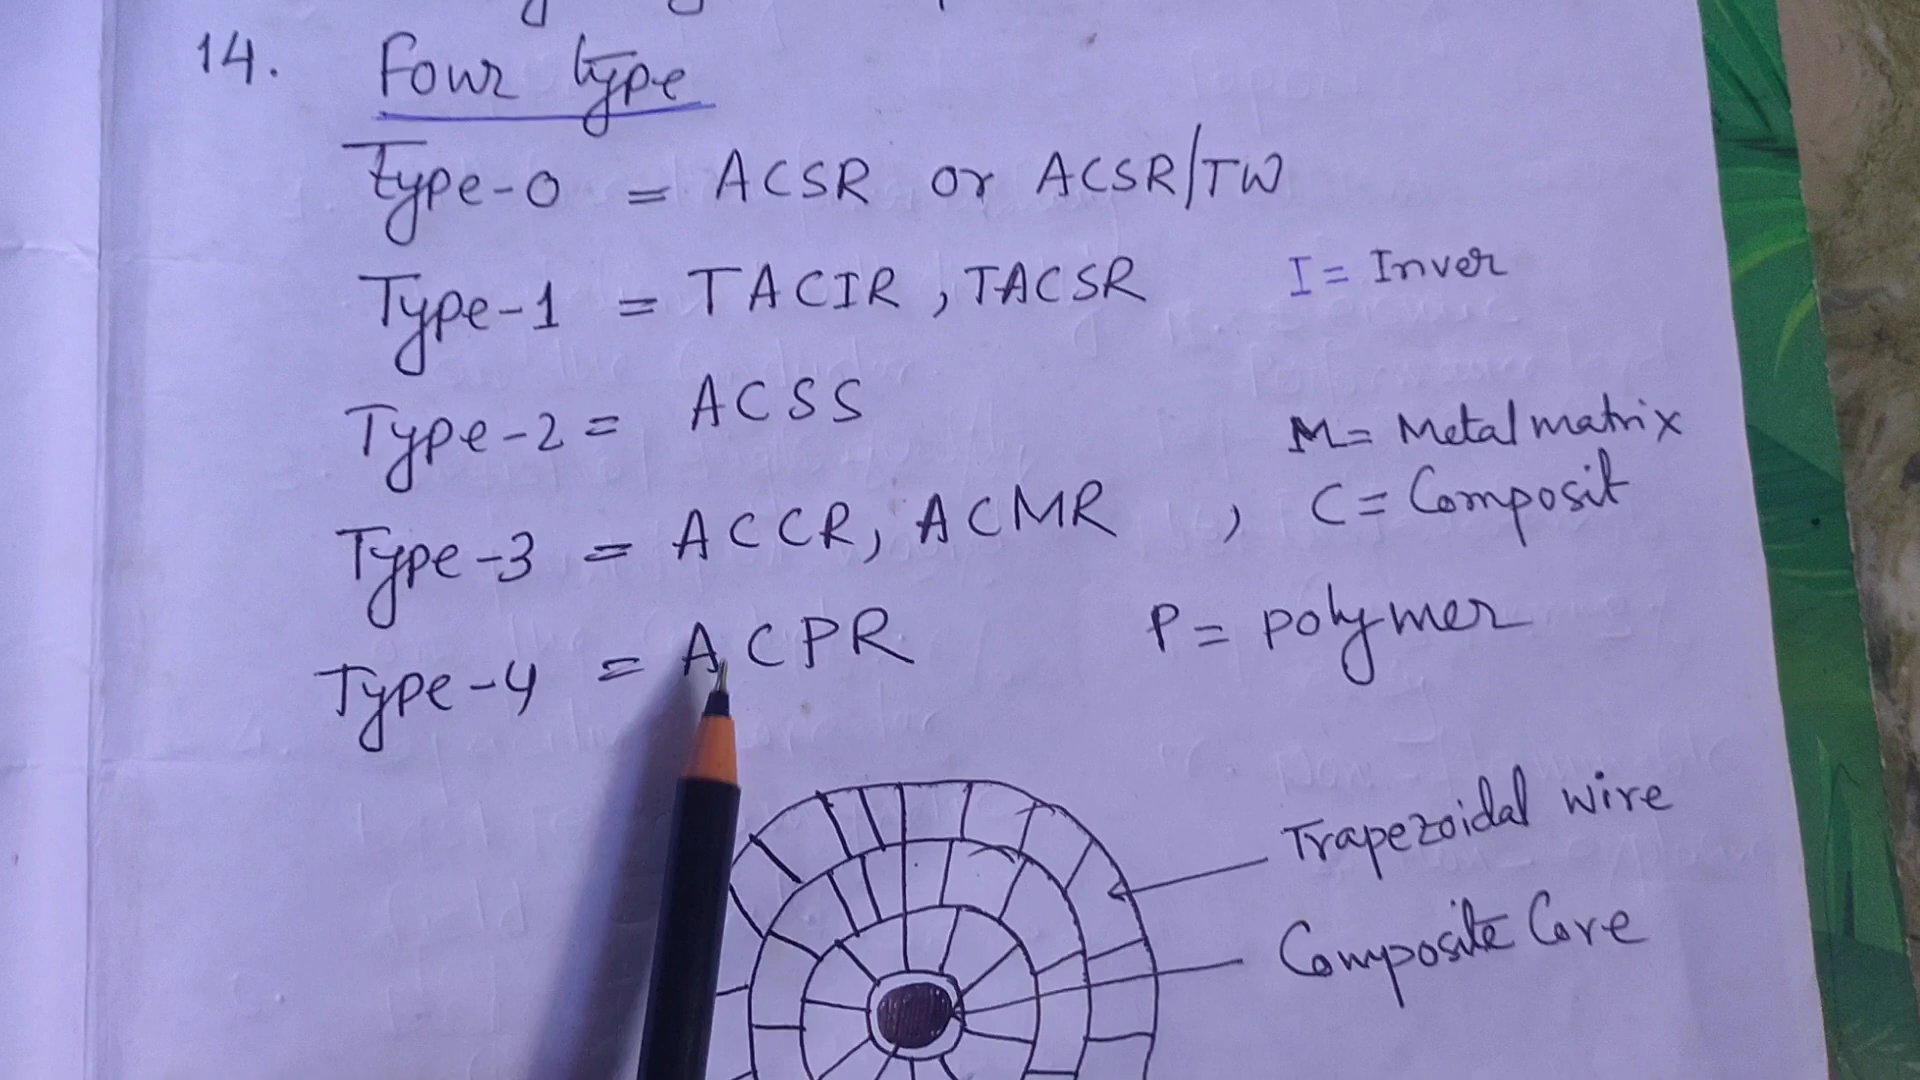 14. Four type
Type-0 = ACSR or ACSR/TW
Type-1 = TACIR, TACSR I = Inver
Type-2 = ACSS
M = Metal matrix
Type-3 = ACCR, ACMR , C = Composit
Type-4 = ACPR P = polymer
Trapezoidal wire
Composite Core